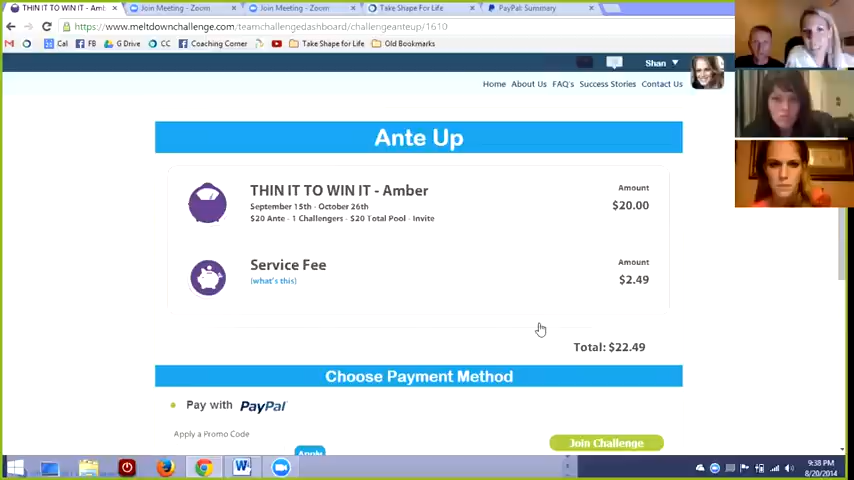 THIN IT TO WIN IT - Amb
Join Meeting - Zoom
Join Meeting - Zoom
Take Shape For Life
PayPal: Summary
https://www.meltdownchallenge.com/teamchallengedashboard/challengeanteup/1610
Cal
FB
G Drive
CC
Coaching Corner
Take Shape for Life
Old Bookmarks
Shan
Home About Us FAQ's Success Stories Contact Us
Ante Up
THIN IT TO WIN IT - Amber
September 15th - October 26th
$20 Ante - 1 Challengers - $20 Total Pool - Invite
Amount
$20.00
Service Fee
(what's this)
Amount
$2.49
Total: $22.49
Choose Payment Method
Pay with PayPal
Apply a Promo Code
Apply
Join Challenge
9:38 PM
8/20/2014